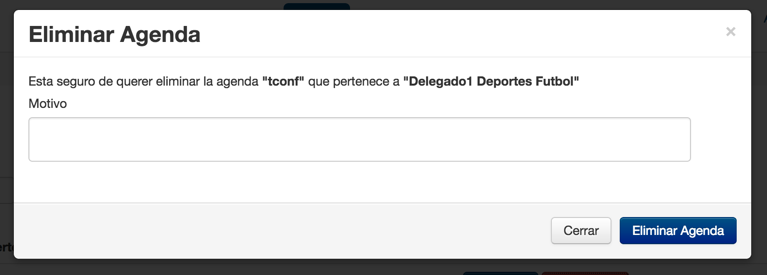 Eliminar Agenda
×
Esta seguro de querer eliminar la agenda "tconf" que pertenece a "Delegado1 Deportes Futbol"
Motivo
Cerrar
Eliminar Agenda